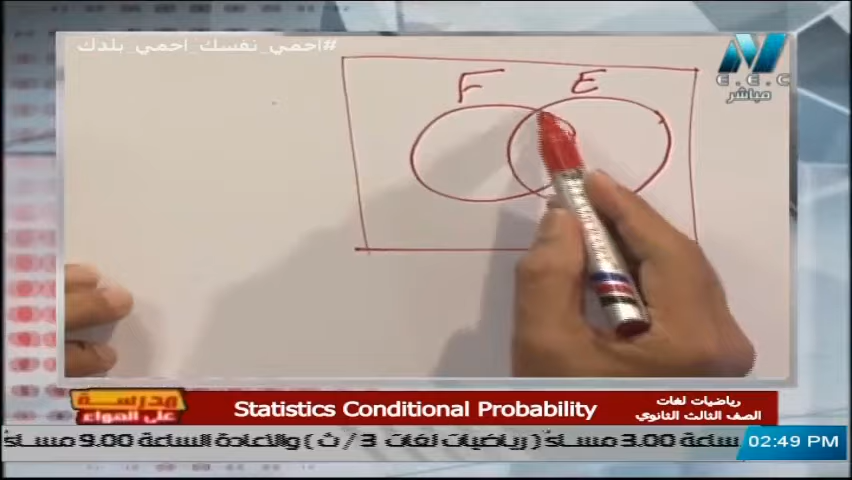 #احمي_نفسك_احمي_بلدك
E.E.C
مباشر
F E
مدرسة
على الهواء
Statistics Conditional Probability
رياضيات لغات
الصف الثالث الثانوي
ساعة 3.00 مساءً ( رياضيات لغات 3 / ث ) والاعادة الساعة 9.00 مساءً
02:49 PM